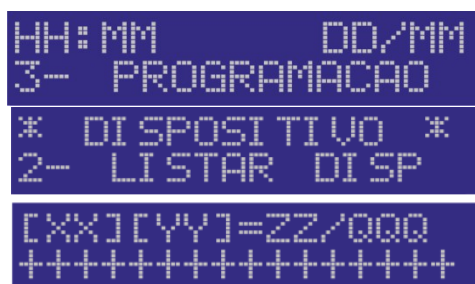 HH:MM DD/MM
3- PROGRAMACAO
* DISPOSITIVO *
2- LISTAR DISP
[XX][YY]=ZZ/QQQ
++++++++++++++++